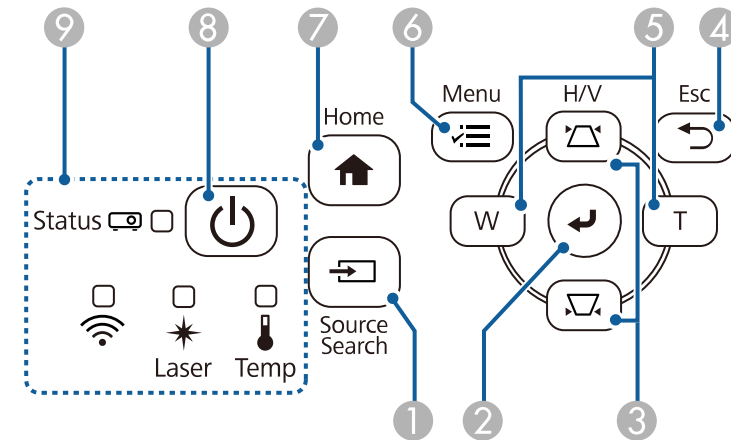 9 8 7 6 5 4
Home Menu H/V Esc
Status W T
Source
Search
Laser Temp
1 2 3